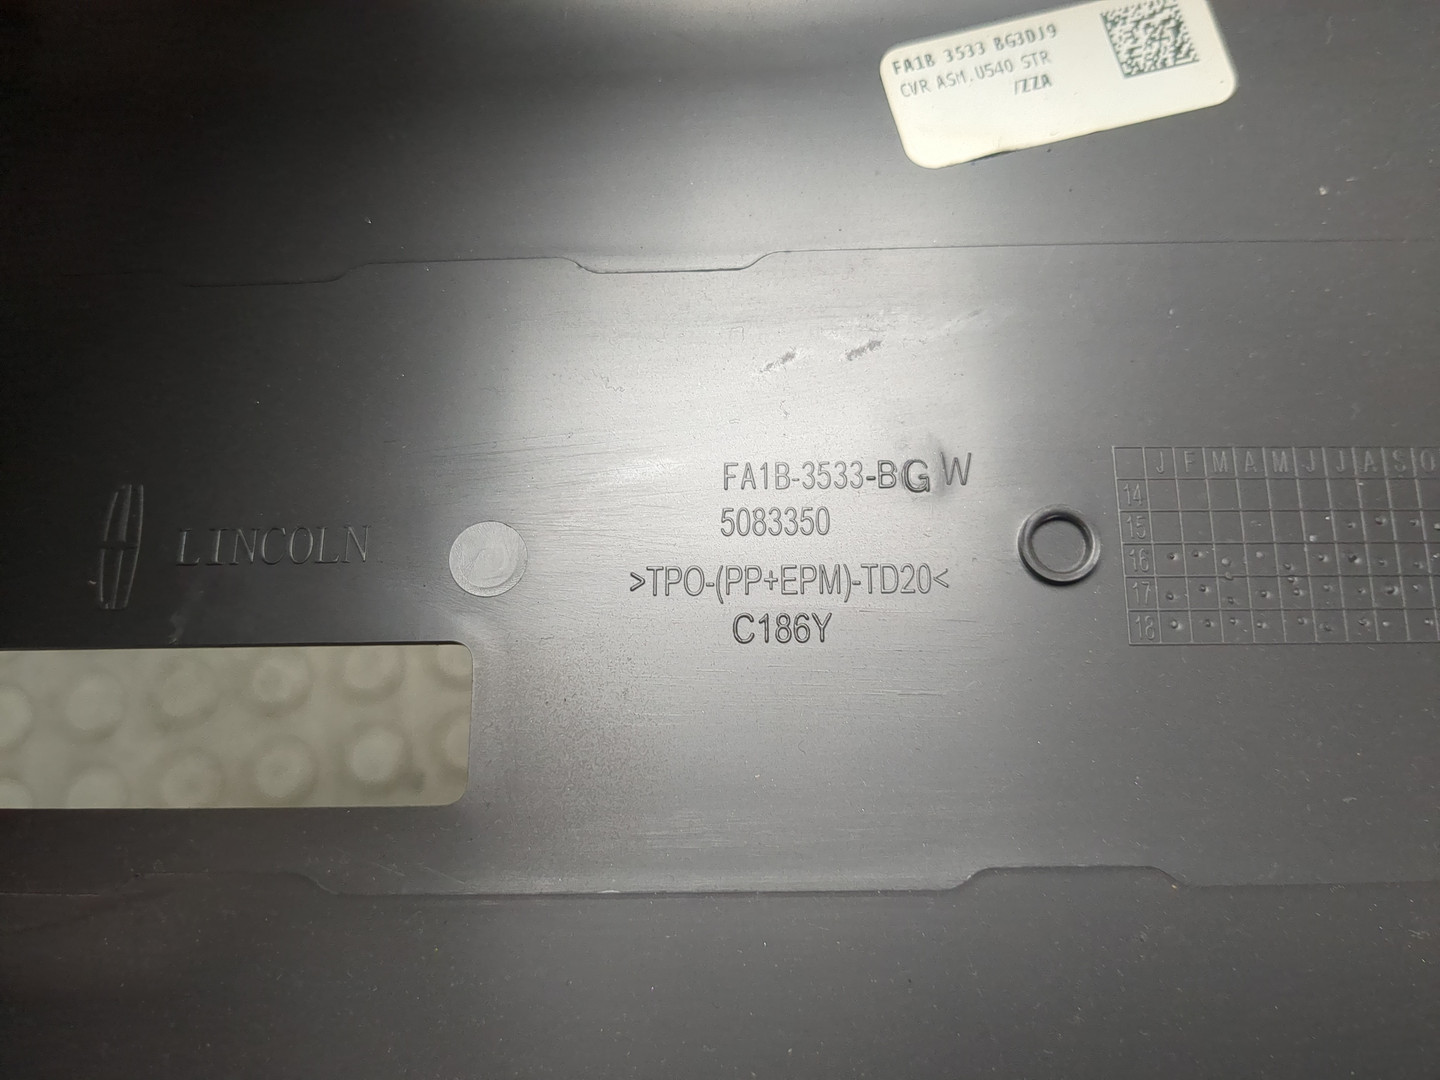 FA1B 3533 BG3DJ9
CVR ASM,U540 STR
/ZZA
FA1B-3533-BGW
5083350
>TPO-(PP+EPM)-TD20<
C186Y
LINCOLN
J F M A M J J A S O
14
15
16
17
18